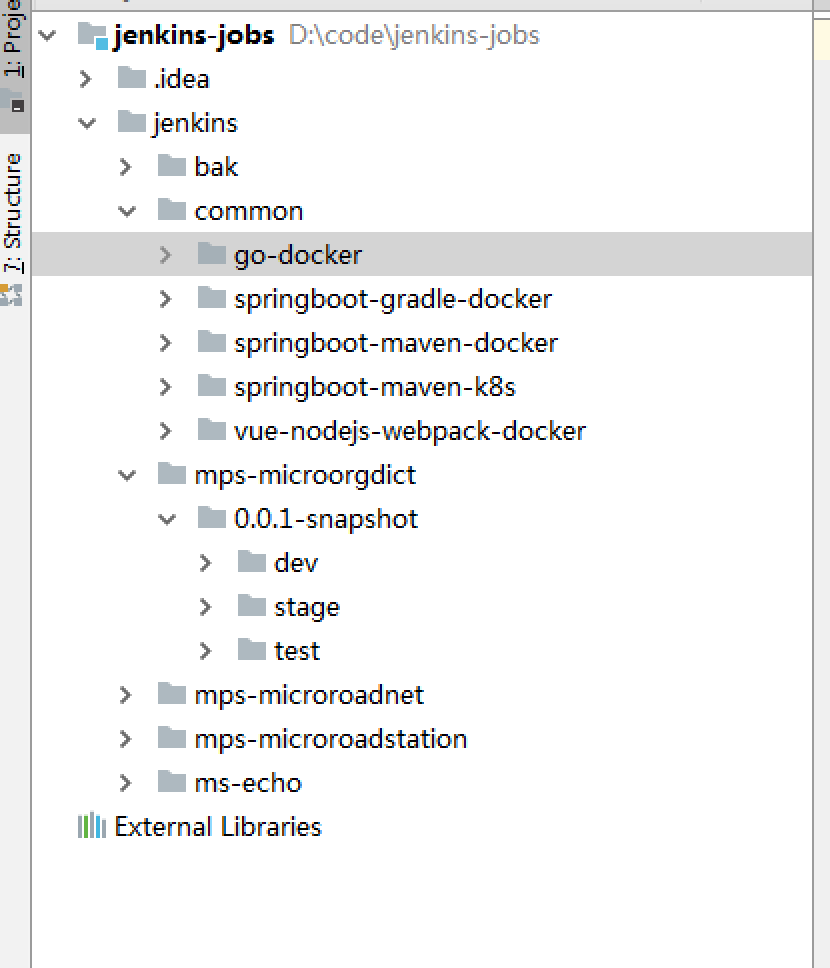 1: Proje
7: Structure
jenkins-jobs D:\code\jenkins-jobs
.idea
jenkins
bak
common
go-docker
springboot-gradle-docker
springboot-maven-docker
springboot-maven-k8s
vue-nodejs-webpack-docker
mps-microorgdict
0.0.1-snapshot
dev
stage
test
mps-microroadnet
mps-microroadstation
ms-echo
External Libraries